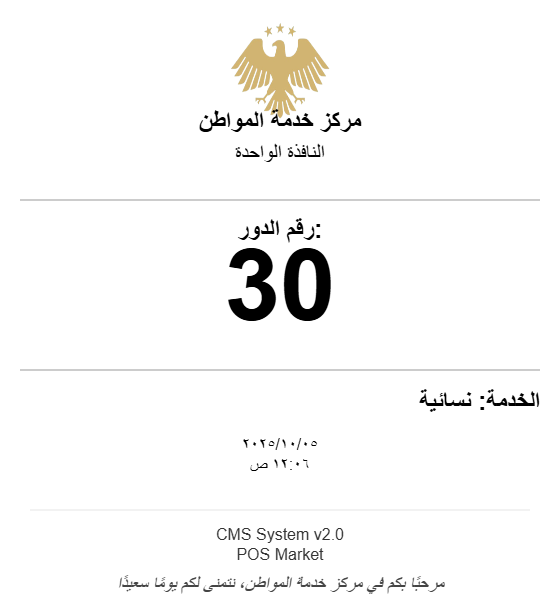 مركز خدمة المواطن
النافذة الواحدة
:رقم الدور
30
الخدمة: نسائية
٢٠٢٥/١٠/٠٥
١٢:٠٦ ص
CMS System v2.0
POS Market
مرحبًا بكم في مركز خدمة المواطن، نتمنى لكم يومًا سعيدًا